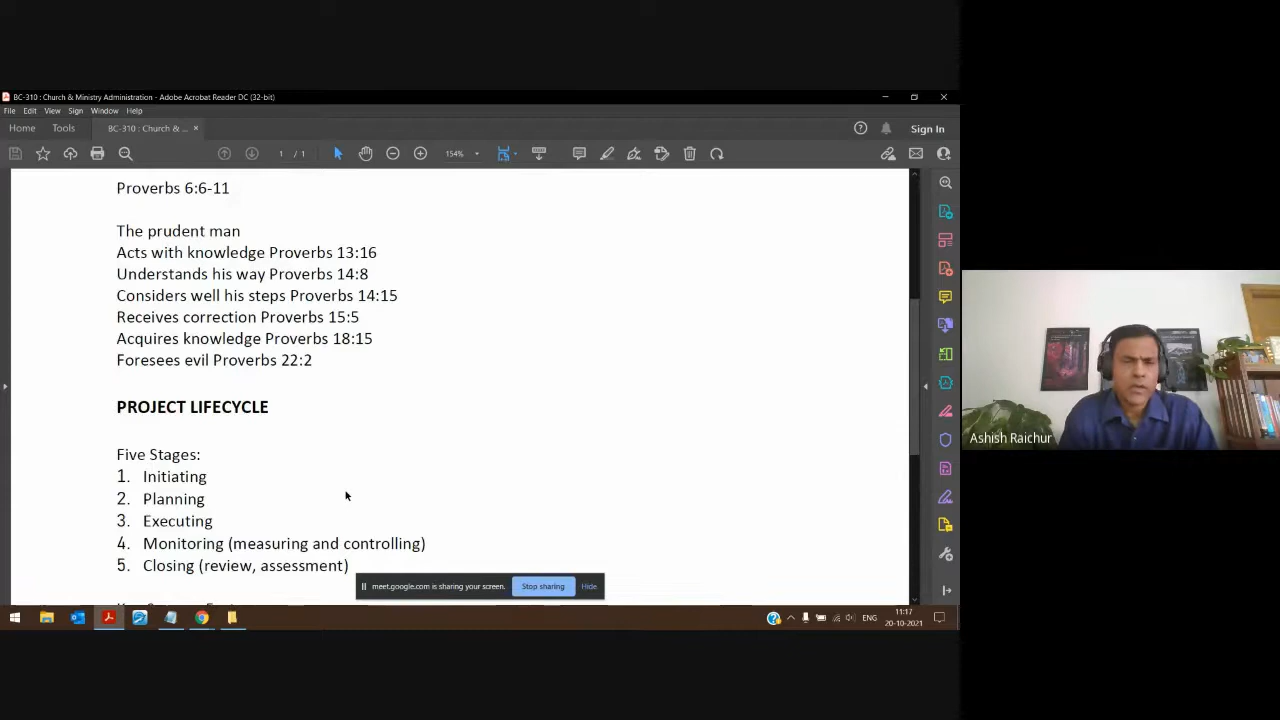 BC-310 : Church & Ministry Administration - Adobe Acrobat Reader DC (32-bit)
File Edit View Sign Window Help
Home Tools BC-310 : Church & ... × Sign In
1 / 1 154%
Proverbs 6:6-11
The prudent man
Acts with knowledge Proverbs 13:16
Understands his way Proverbs 14:8
Considers well his steps Proverbs 14:15
Receives correction Proverbs 15:5
Acquires knowledge Proverbs 18:15
Foresees evil Proverbs 22:2
PROJECT LIFECYCLE
Five Stages:
1. Initiating
2. Planning
3. Executing
4. Monitoring (measuring and controlling)
5. Closing (review, assessment)
meet.google.com is sharing your screen. Stop sharing Hide
ENG 11:17
20-10-2021
Ashish Raichur